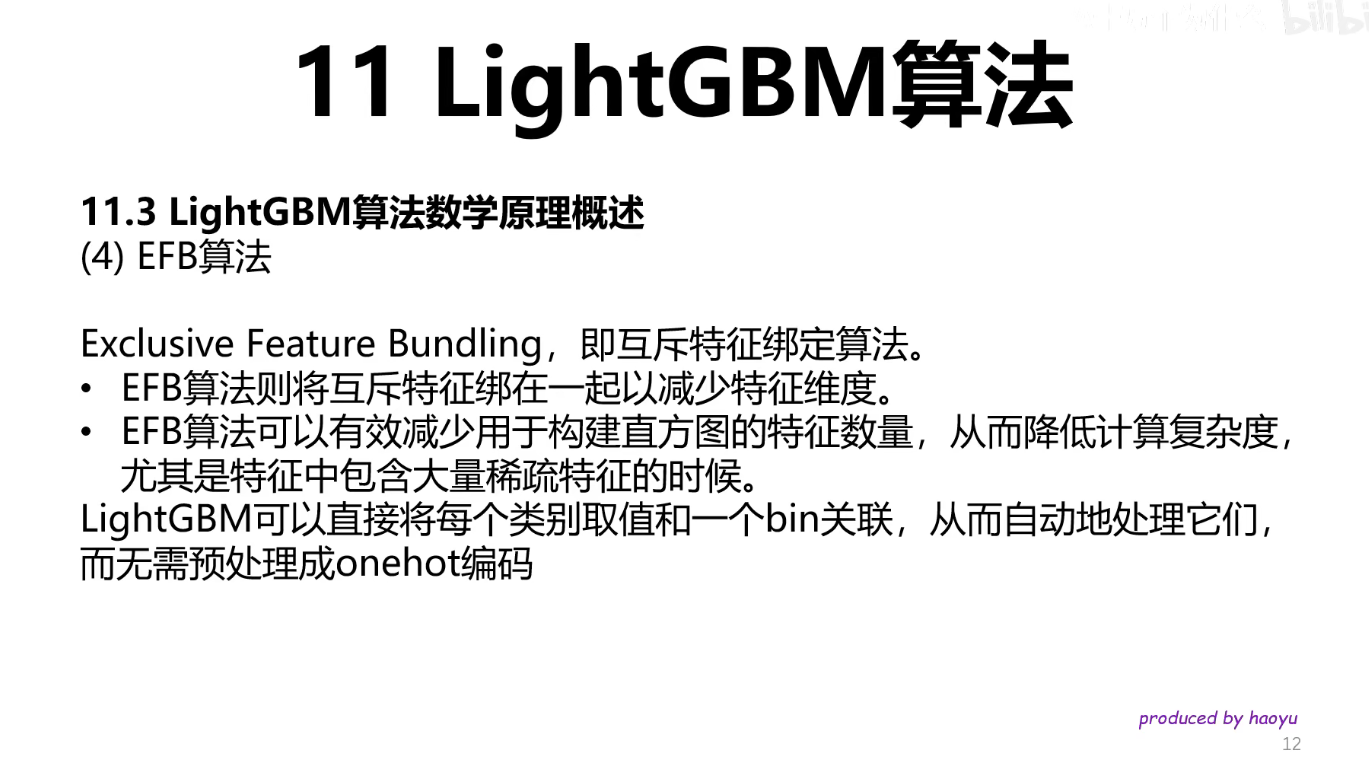 bilibi
11 LightGBM算法
11.3 LightGBM算法数学原理概述
(4) EFB算法
Exclusive Feature Bundling，即互斥特征绑定算法。
• EFB算法则将互斥特征绑在一起以减少特征维度。
• EFB算法可以有效减少用于构建直方图的特征数量，从而降低计算复杂度，
尤其是特征中包含大量稀疏特征的时候。
LightGBM可以直接将每个类别取值和一个bin关联，从而自动地处理它们，
而无需预处理成onehot编码
produced by haoyu
12